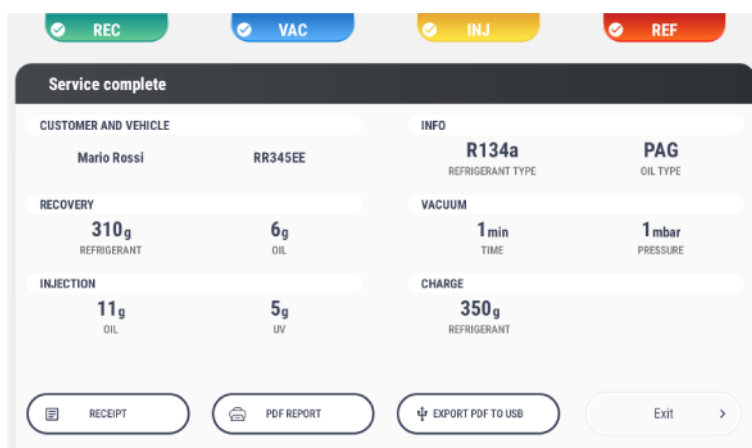 REC VAC INJ REF
Service complete
CUSTOMER AND VEHICLE INFO
Mario Rossi RR345EE R134a PAG
REFRIGERANT TYPE OIL TYPE
RECOVERY VACUUM
310g 6g 1min 1mbar
REFRIGERANT OIL TIME PRESSURE
INJECTION CHARGE
11g 5g 350g
OIL UV REFRIGERANT
RECEIPT PDF REPORT EXPORT PDF TO USB Exit